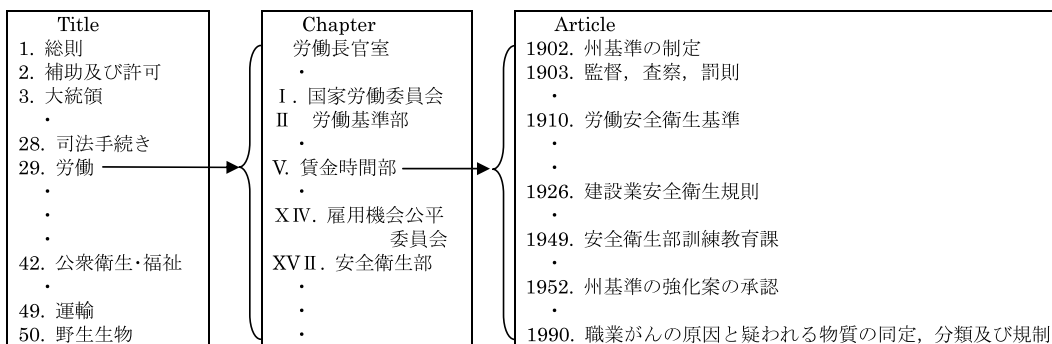 Title
1. 総則
2. 補助及び許可
3. 大統領
・
28. 司法手続き
29. 労働
・
・
・
42. 公衆衛生・福祉
・
49. 運輸
50. 野生生物
Chapter
労働長官室
・
Ⅰ. 国家労働委員会
Ⅱ 労働基準部
・
V. 賃金時間部
・
ⅩⅣ. 雇用機会公平
委員会
XVⅡ. 安全衛生部
・
・
・
Article
1902. 州基準の制定
1903. 監督，査察，罰則
・
1910. 労働安全衛生基準
・
・
1926. 建設業安全衛生規則
・
1949. 安全衛生部訓練教育課
・
1952. 州基準の強化案の承認
・
1990. 職業がんの原因と疑われる物質の同定，分類及び規制